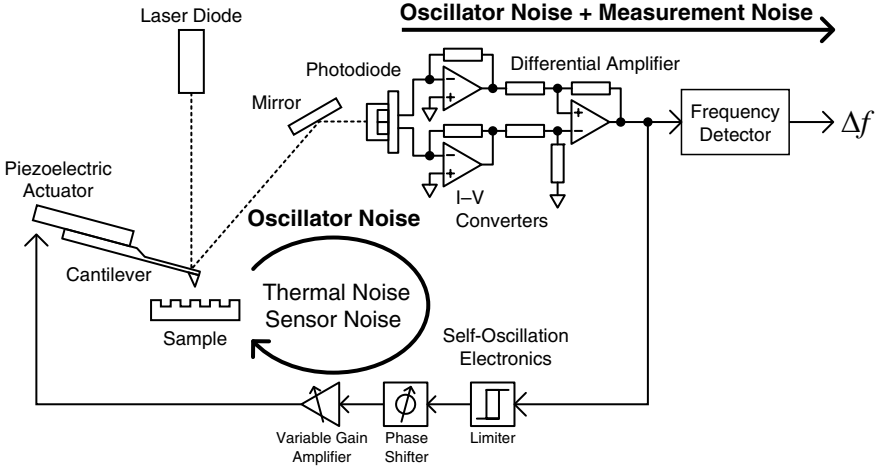 Oscillator Noise + Measurement Noise
Laser Diode
Photodiode
Differential Amplifier
Mirror
Frequency
Detector
Δf
Piezoelectric
Actuator
I–V
Converters
Oscillator Noise
Cantilever
Thermal Noise
Sensor Noise
Sample
Self-Oscillation
Electronics
Variable Gain
Amplifier
Phase
Shifter
Limiter